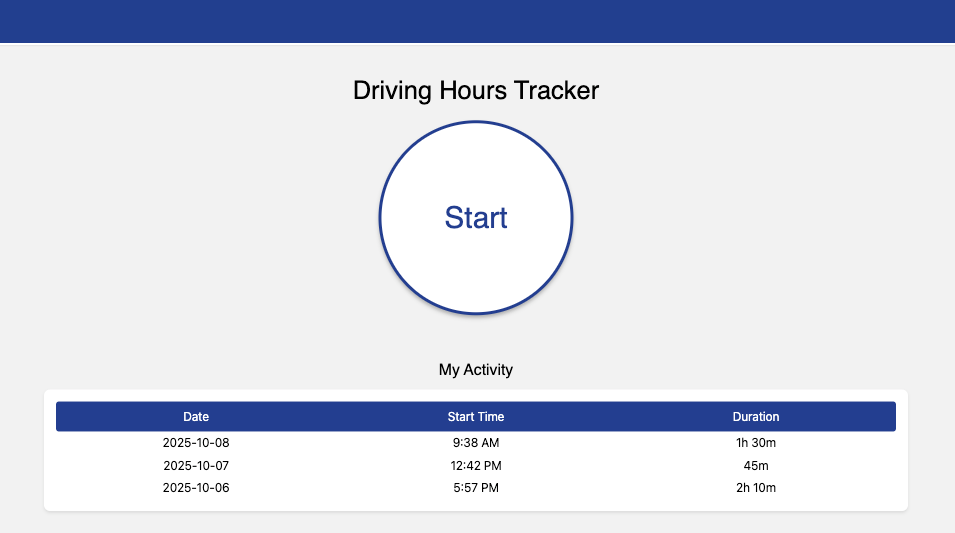 Driving Hours Tracker
Start
My Activity
Date Start Time Duration
2025-10-08 9:38 AM 1h 30m
2025-10-07 12:42 PM 45m
2025-10-06 5:57 PM 2h 10m